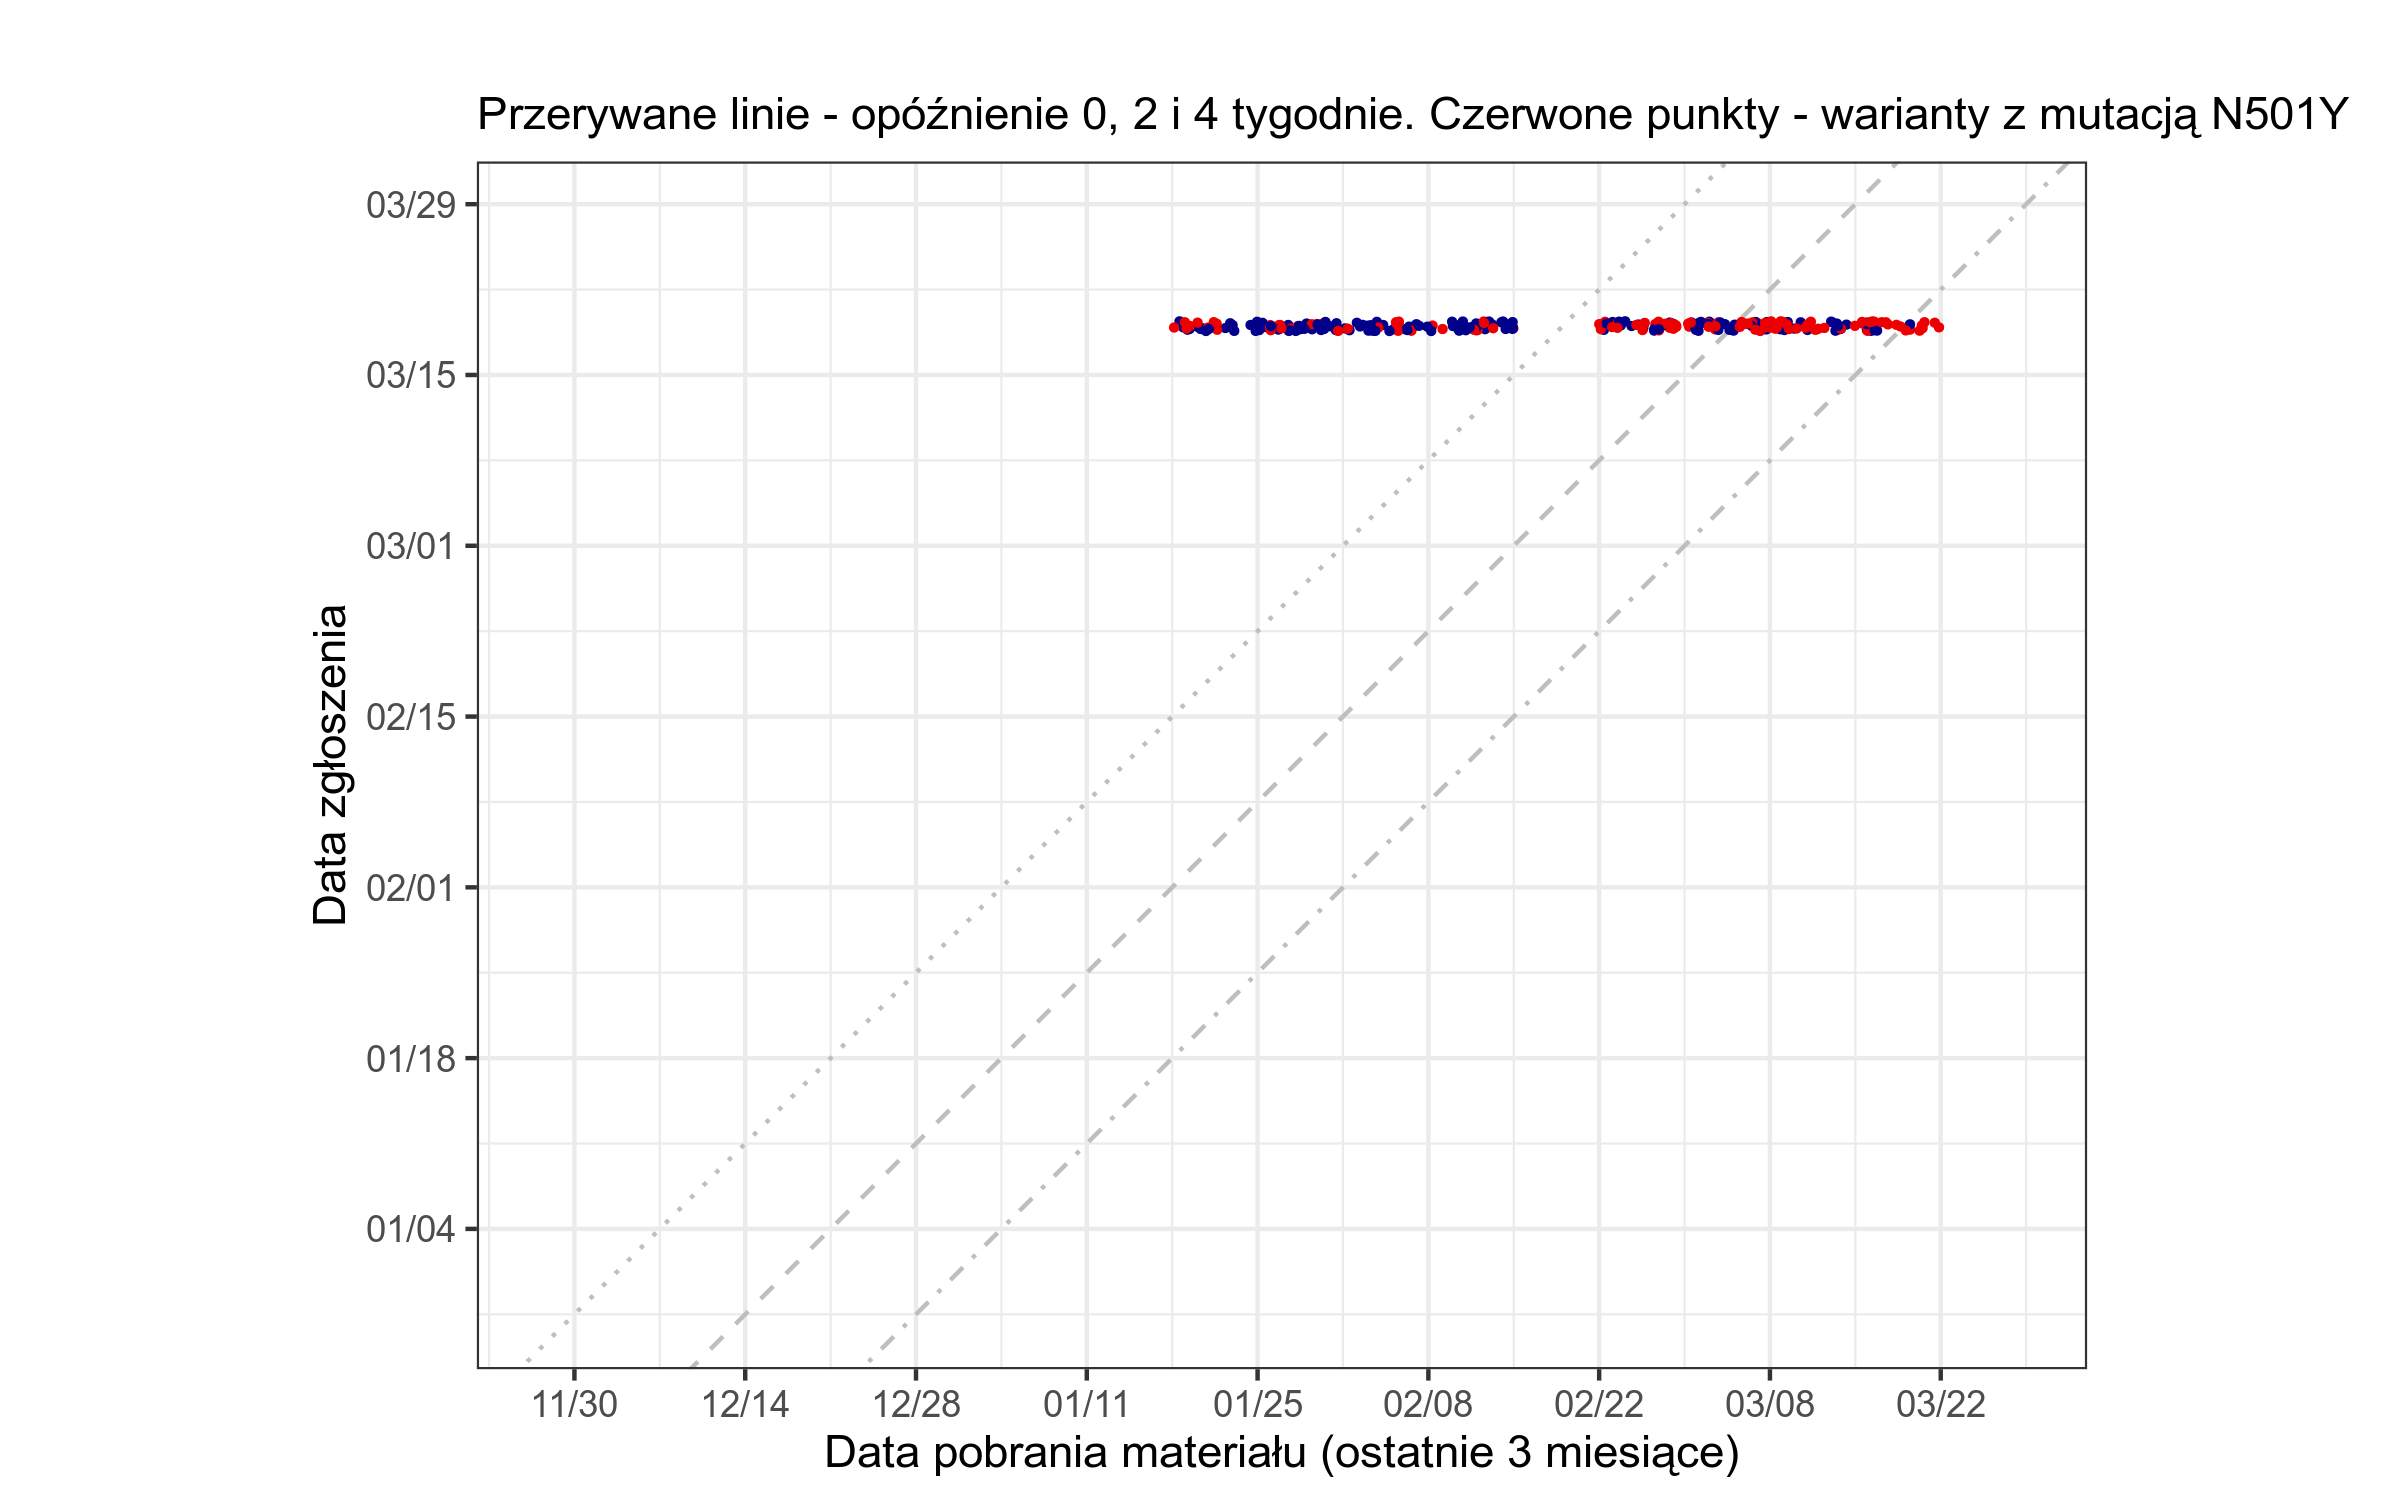 Przerywane linie - opóźnienie 0, 2 i 4 tygodnie. Czerwone punkty - warianty z mutacją N501Y
03/29
03/15
03/01
02/15
02/01
01/18
01/04
Data zgłoszenia
11/30 12/14 12/28 01/11 01/25 02/08 02/22 03/08 03/22
Data pobrania materiału (ostatnie 3 miesiące)